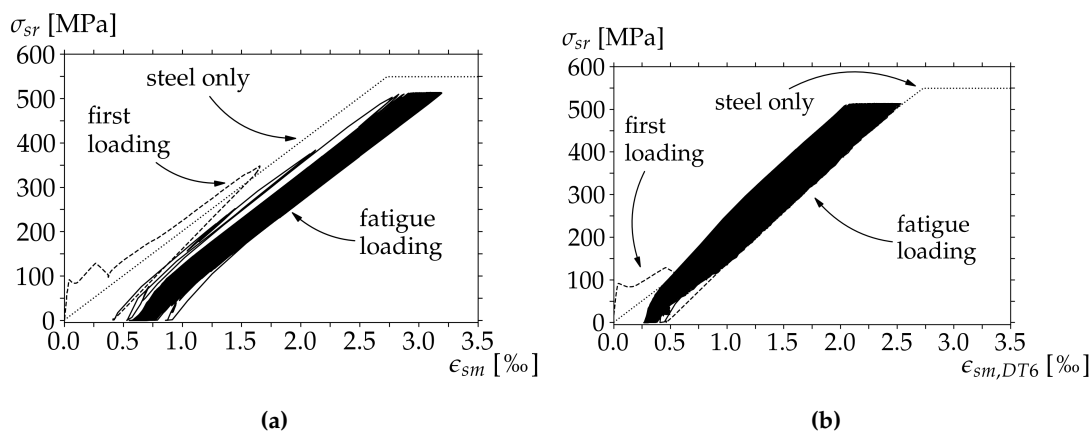 σsr [MPa]
600
500
400
300
200
100
0
0.0 0.5 1.0 1.5 2.0 2.5 3.0 3.5
ϵsm [‰]
steel only
first
loading
fatigue
loading
(a)
σsr [MPa]
600
500
400
300
200
100
0
0.0 0.5 1.0 1.5 2.0 2.5 3.0 3.5
ϵsm,DT6 [‰]
steel only
first
loading
fatigue
loading
(b)